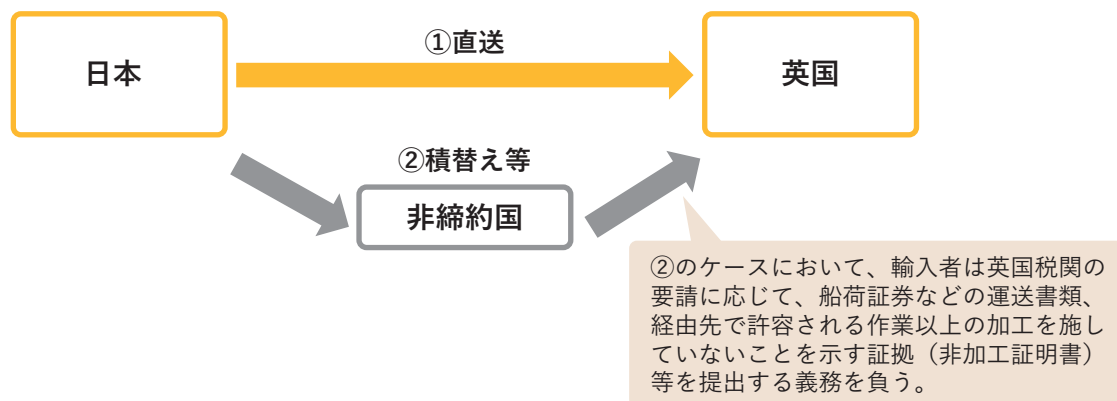 ①直送
日本
英国
②積替え等
非締約国
②のケースにおいて、輸入者は英国税関の
要請に応じて、船荷証券などの運送書類、
経由先で許容される作業以上の加工を施し
ていないことを示す証拠（非加工証明書）
等を提出する義務を負う。